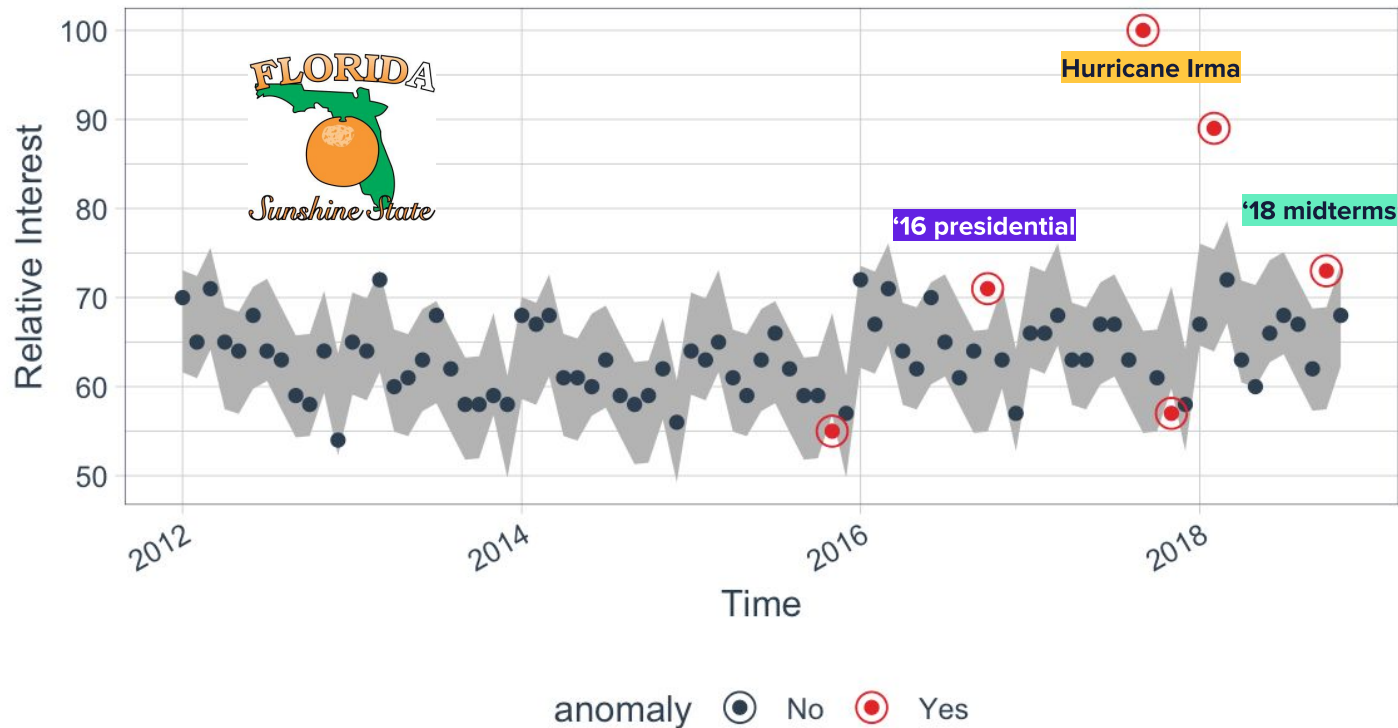 100
90
80
70
60
50
Relative Interest
FLORIDA
Sunshine State
Hurricane Irma
‘16 presidential
‘18 midterms
2012
2014
2016
2018
Time
anomaly No Yes